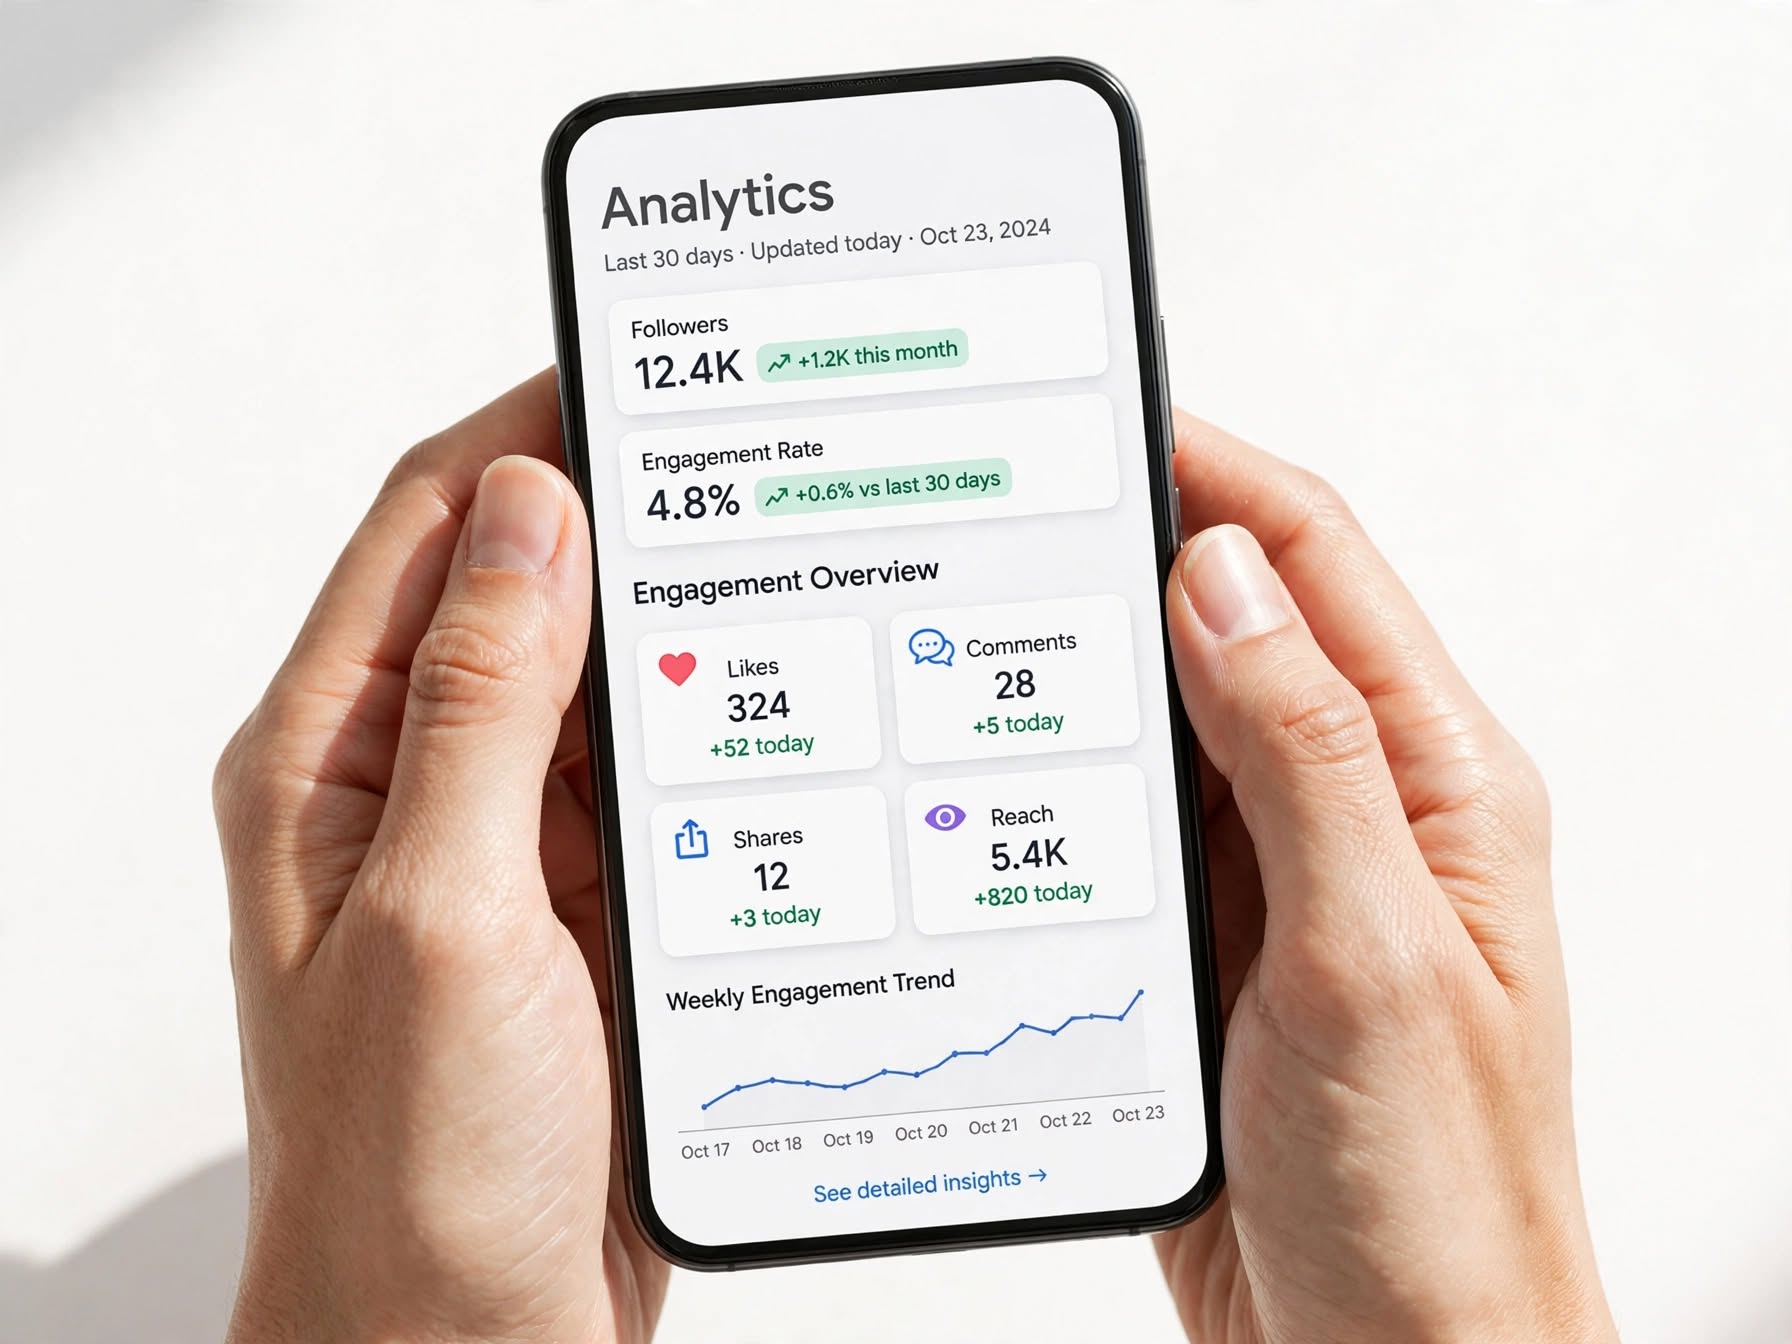 Analytics
Last 30 days · Updated today · Oct 23, 2024
Followers
12.4K +1.2K this month
Engagement Rate
4.8% +0.6% vs last 30 days
Engagement Overview
Likes
324
+52 today
Comments
28
+5 today
Shares
12
+3 today
Reach
5.4K
+820 today
Weekly Engagement Trend
Oct 17 Oct 18 Oct 19 Oct 20 Oct 21 Oct 22 Oct 23
See detailed insights →